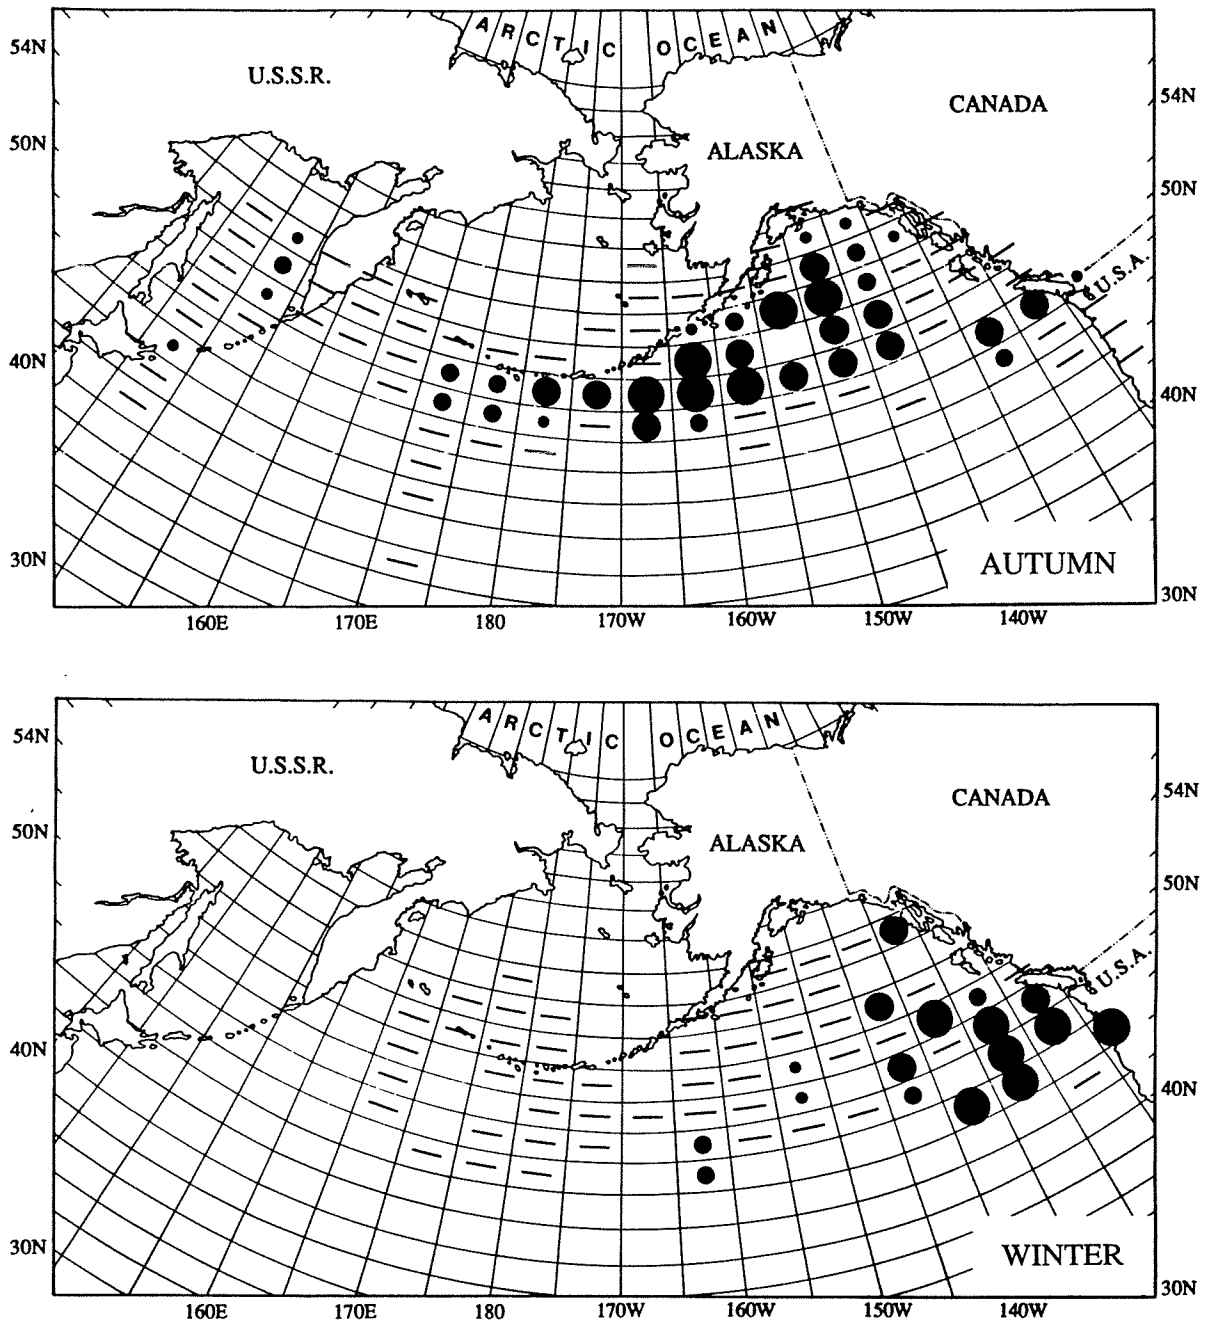 ARCTIC OCEAN
54N
U.S.S.R.
54N
CANADA
50N
ALASKA
50N
U.S.A.
40N
40N
30N
AUTUMN
30N
160E 170E 180 170W 160W 150W 140W
ARCTIC OCEAN
54N
U.S.S.R.
54N
CANADA
50N
ALASKA
50N
U.S.A.
40N
40N
30N
WINTER
30N
160E 170E 180 170W 160W 150W 140W